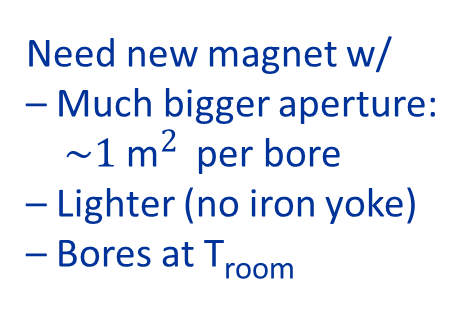 Need new magnet w/
– Much bigger aperture:
~1 m² per bore
– Lighter (no iron yoke)
– Bores at Troom